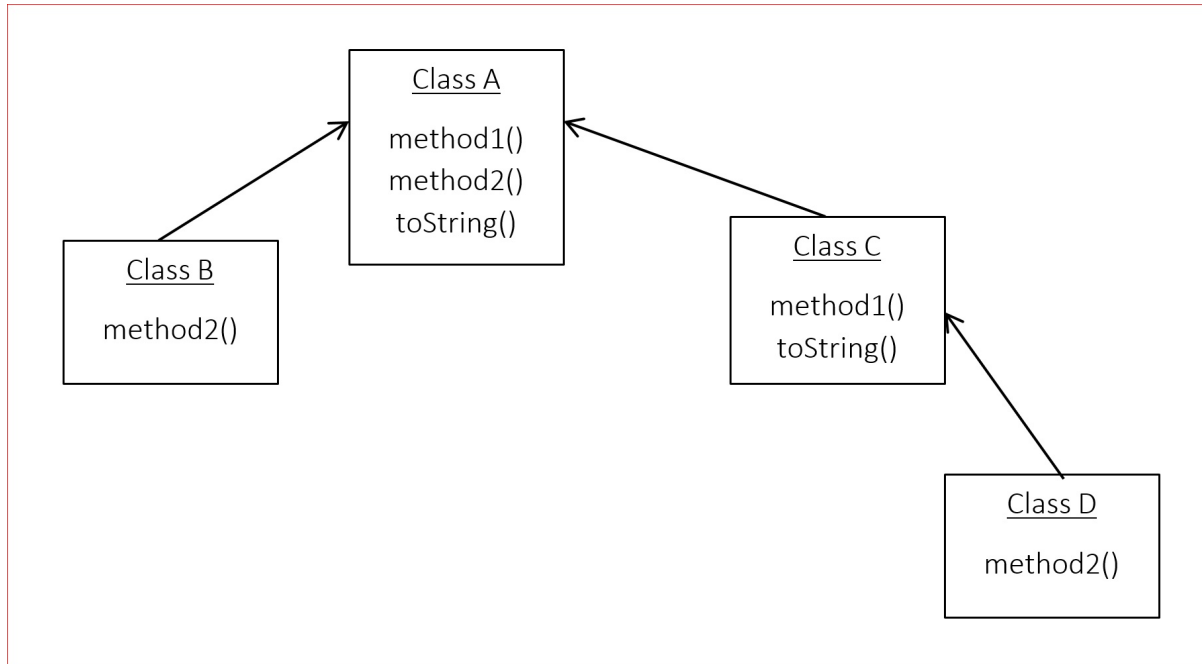 Class A
method1()
method2()
toString()
Class B
method2()
Class C
method1()
toString()
Class D
method2()